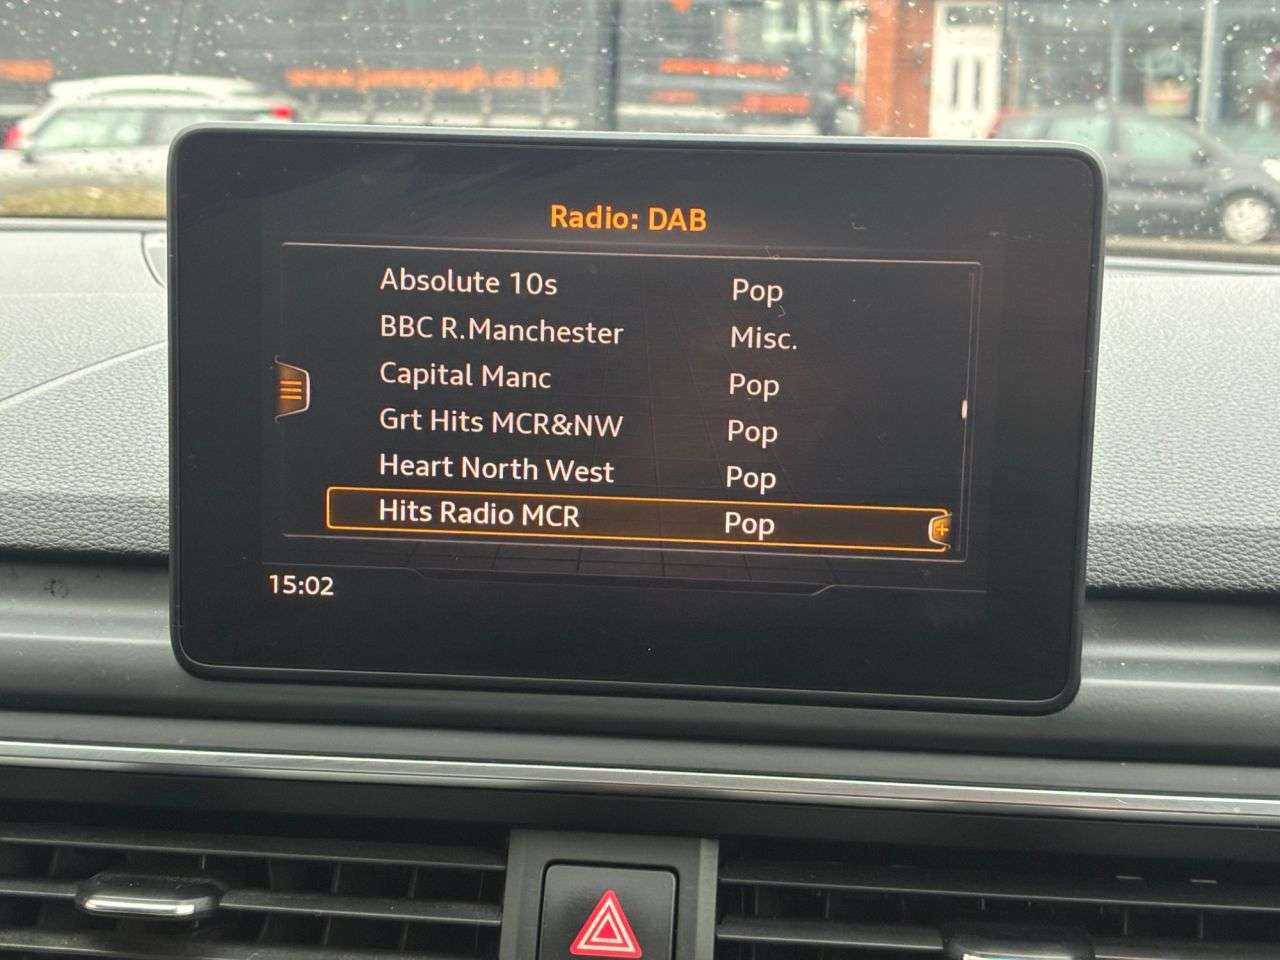 Radio: DAB
Absolute 10s Pop
BBC R.Manchester Misc.
Capital Manc Pop
Grt Hits MCR&NW Pop
Heart North West Pop
Hits Radio MCR Pop
15:02